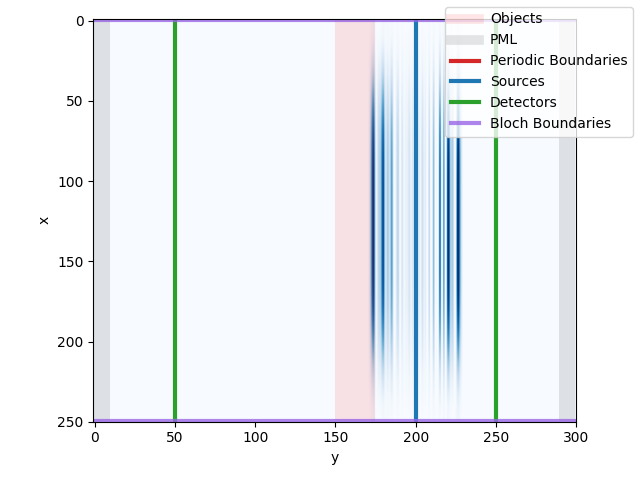 Objects
PML
Periodic Boundaries
Sources
Detectors
Bloch Boundaries
0
50
100
150
200
250
x
0 50 100 150 200 250 300
y